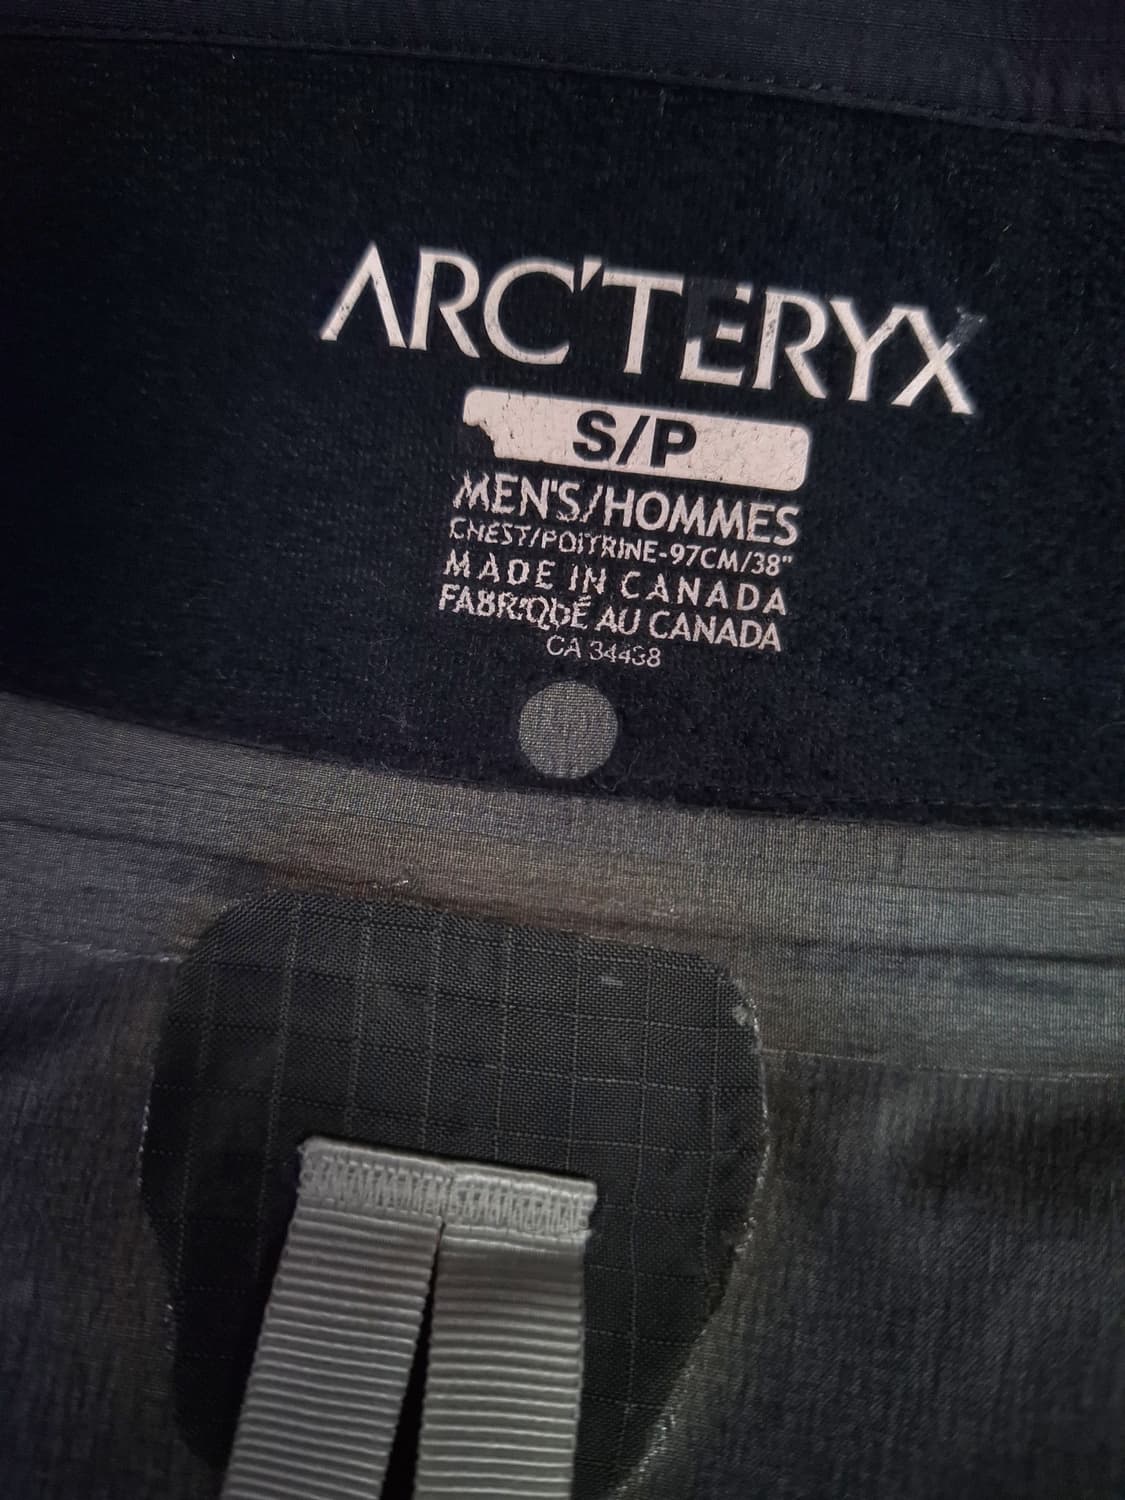 ARC'TERYX
S/P
MEN'S/HOMMES
CHEST/POITRINE-97CM/38"
MADE IN CANADA
FABRIQUÉ AU CANADA
CA 34438